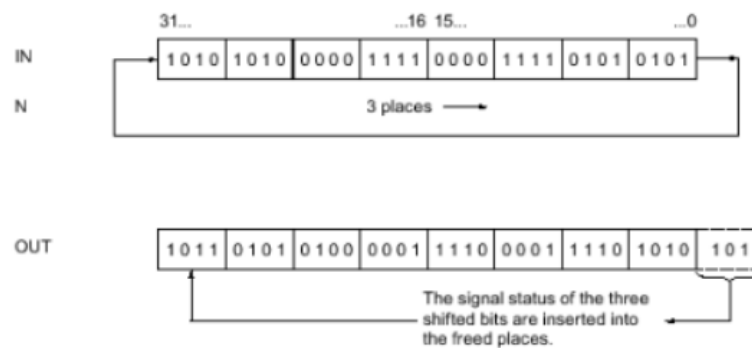 31... ...16 15... ...0
IN 1010 1010 0000 1111 0000 1111 0101 0101
N 3 places
OUT 1011 0101 0100 0001 1110 0001 1110 1010 101
The signal status of the three
shifted bits are inserted into
the freed places.